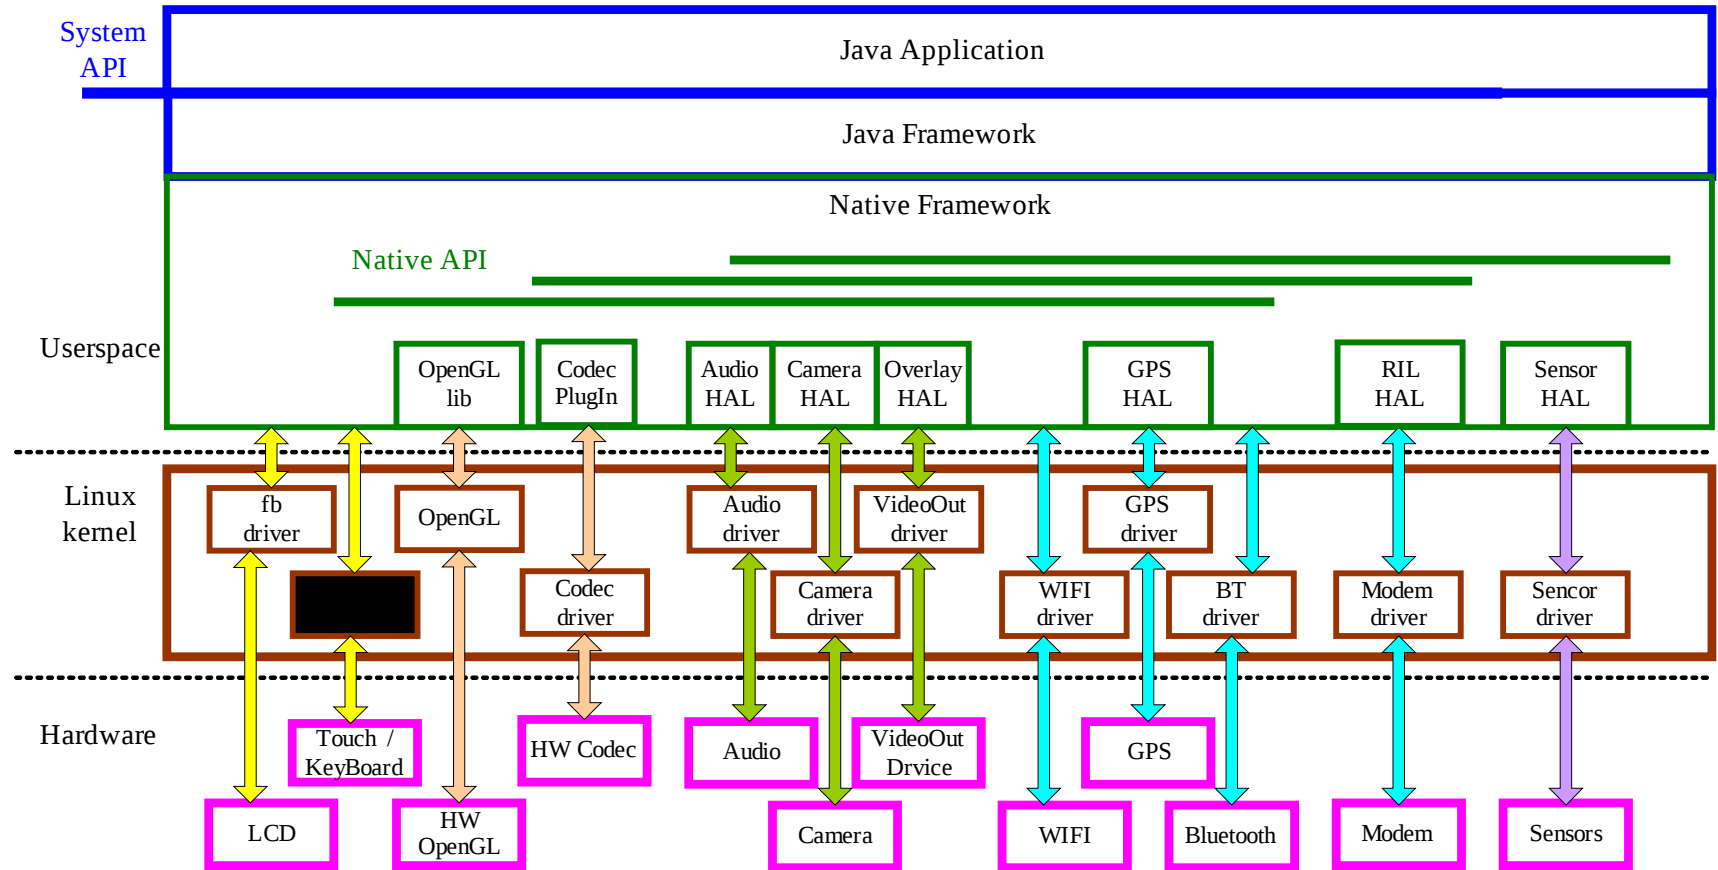 System
API
Java Application
Java Framework
Native Framework
Native API
Userspace
OpenGL
lib
Codec
PlugIn
Audio
HAL
Camera
HAL
Overlay
HAL
GPS
HAL
RIL
HAL
Sensor
HAL
Linux
kernel
fb
driver
OpenGL
Codec
driver
Audio
driver
Camera
driver
VideoOut
driver
WIFI
driver
GPS
driver
BT
driver
Modem
driver
Sencor
driver
Hardware
LCD
Touch /
KeyBoard
HW
OpenGL
HW Codec
Audio
Camera
VideoOut
Drvice
WIFI
GPS
Bluetooth
Modem
Sensors